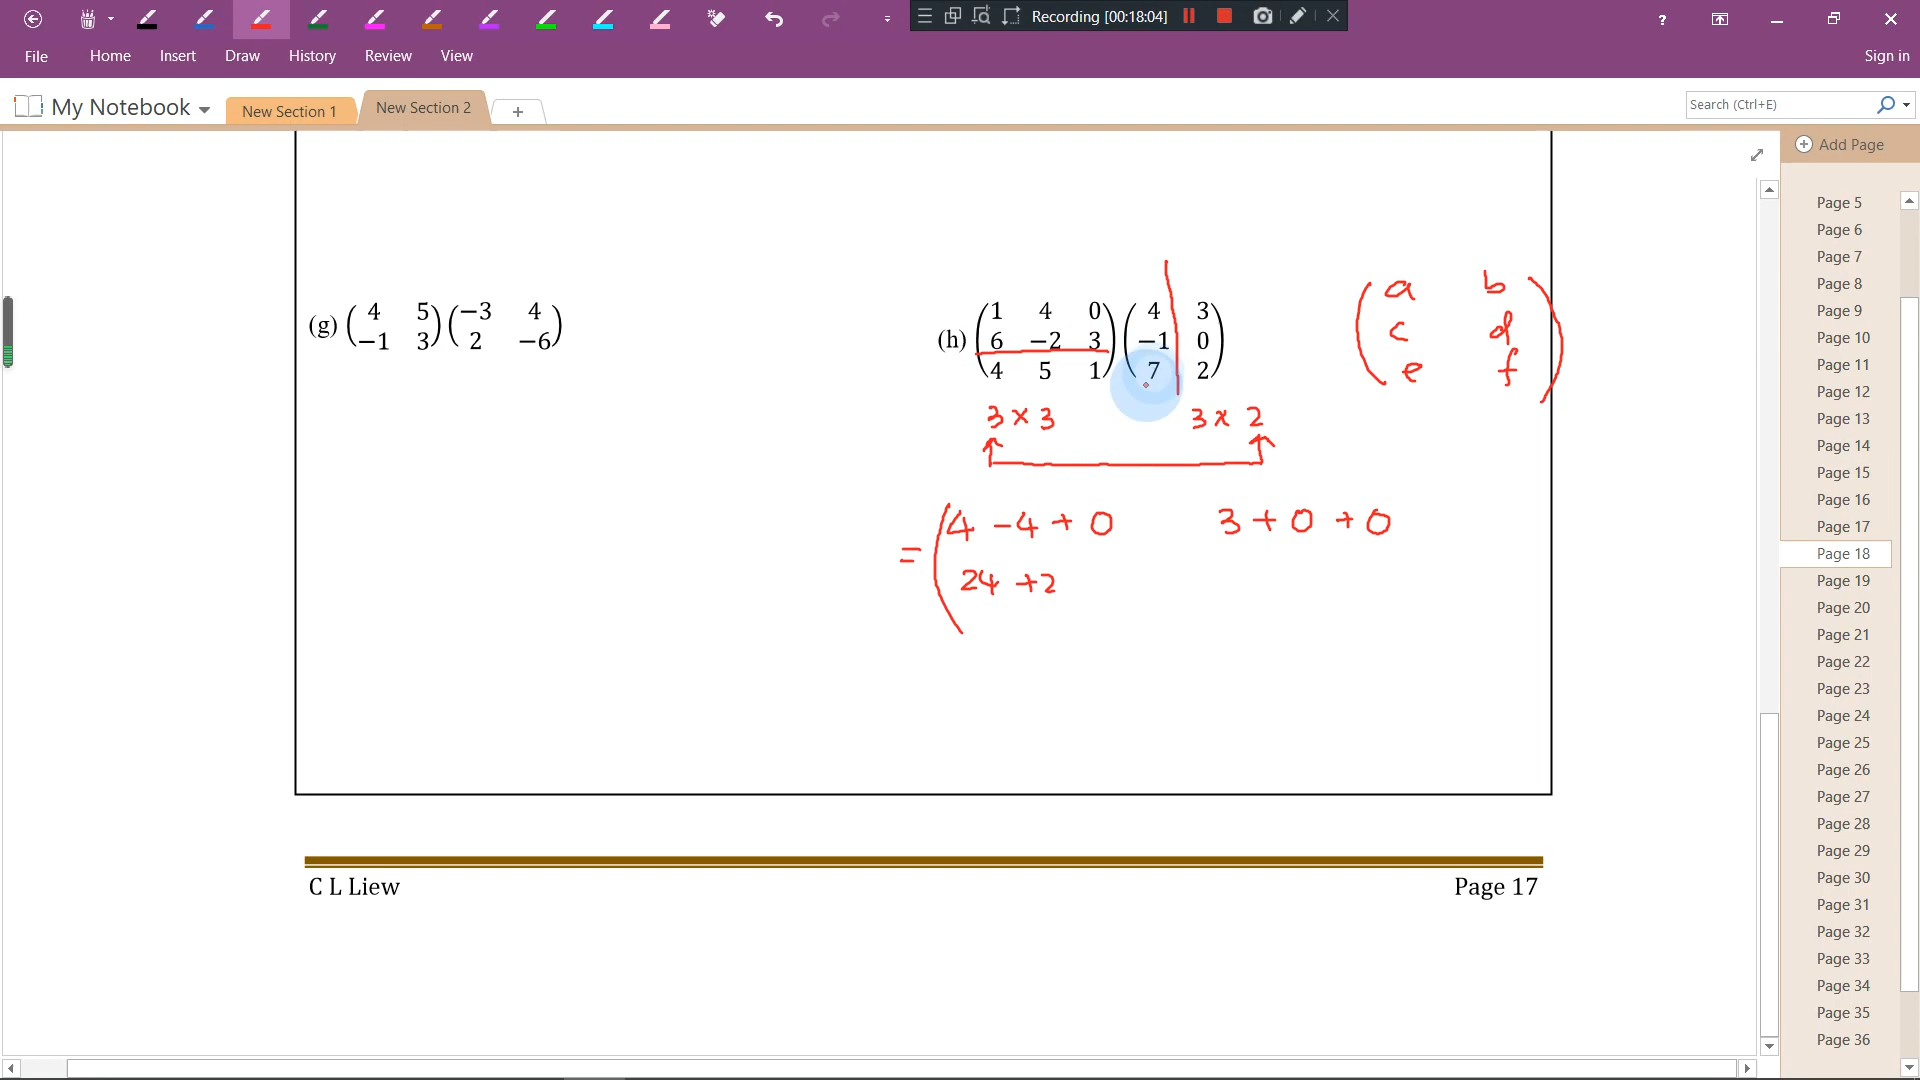 Recording [00:18:04]
?
File Home Insert Draw History Review View Sign in
My Notebook New Section 1 New Section 2 + Search (Ctrl+E)
Add Page
Page 5
Page 6
Page 7
Page 8
Page 9
Page 10
Page 11
Page 12
Page 13
Page 14
Page 15
Page 16
Page 17
Page 18
Page 19
Page 20
Page 21
Page 22
Page 23
Page 24
Page 25
Page 26
Page 27
Page 28
Page 29
Page 30
Page 31
Page 32
Page 33
Page 34
Page 35
Page 36
(g) ( 4 5 ) ( −3 4 )
−1 3 2 −6
(h) ( 1 4 0 ) ( 4 3 )
6 −2 3 −1 0
4 5 1 7 2
( a b )
c d
e f
3 × 3 3 × 2
= ( 4 − 4 + 0 3 + 0 + 0
24 + 2
C L Liew Page 17